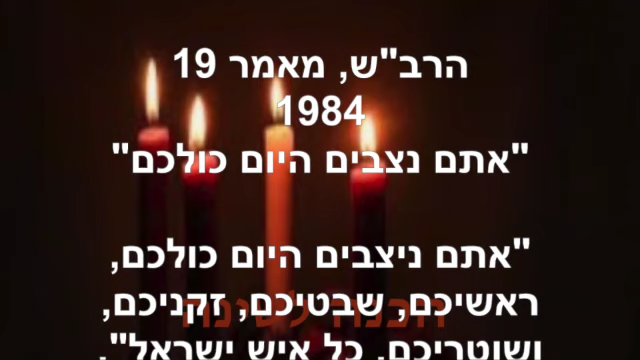 הרב"ש, מאמר 19
1984
"אתם נצבים היום כולכם"
"אתם ניצבים היום כולכם,
ראשיכם, שבטיכם, זקניכם,
ושוטריכם, כל איש ישראל".